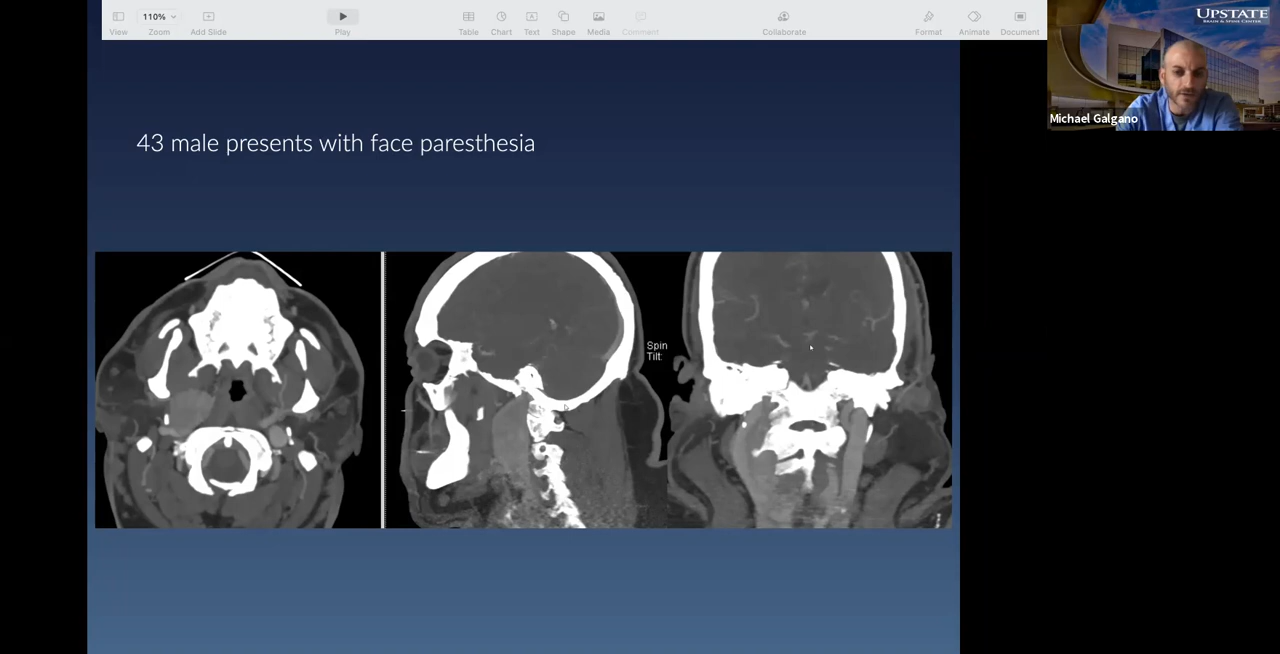 110%
View
Zoom
Add Slide
Play
Table
Chart
Text
Shape
Media
Comment
Collaborate
Format
Animate
Document
UPSTATE
BRAIN & SPINE CENTER
Michael Galgano
43 male presents with face paresthesia
Spin
Tilt: